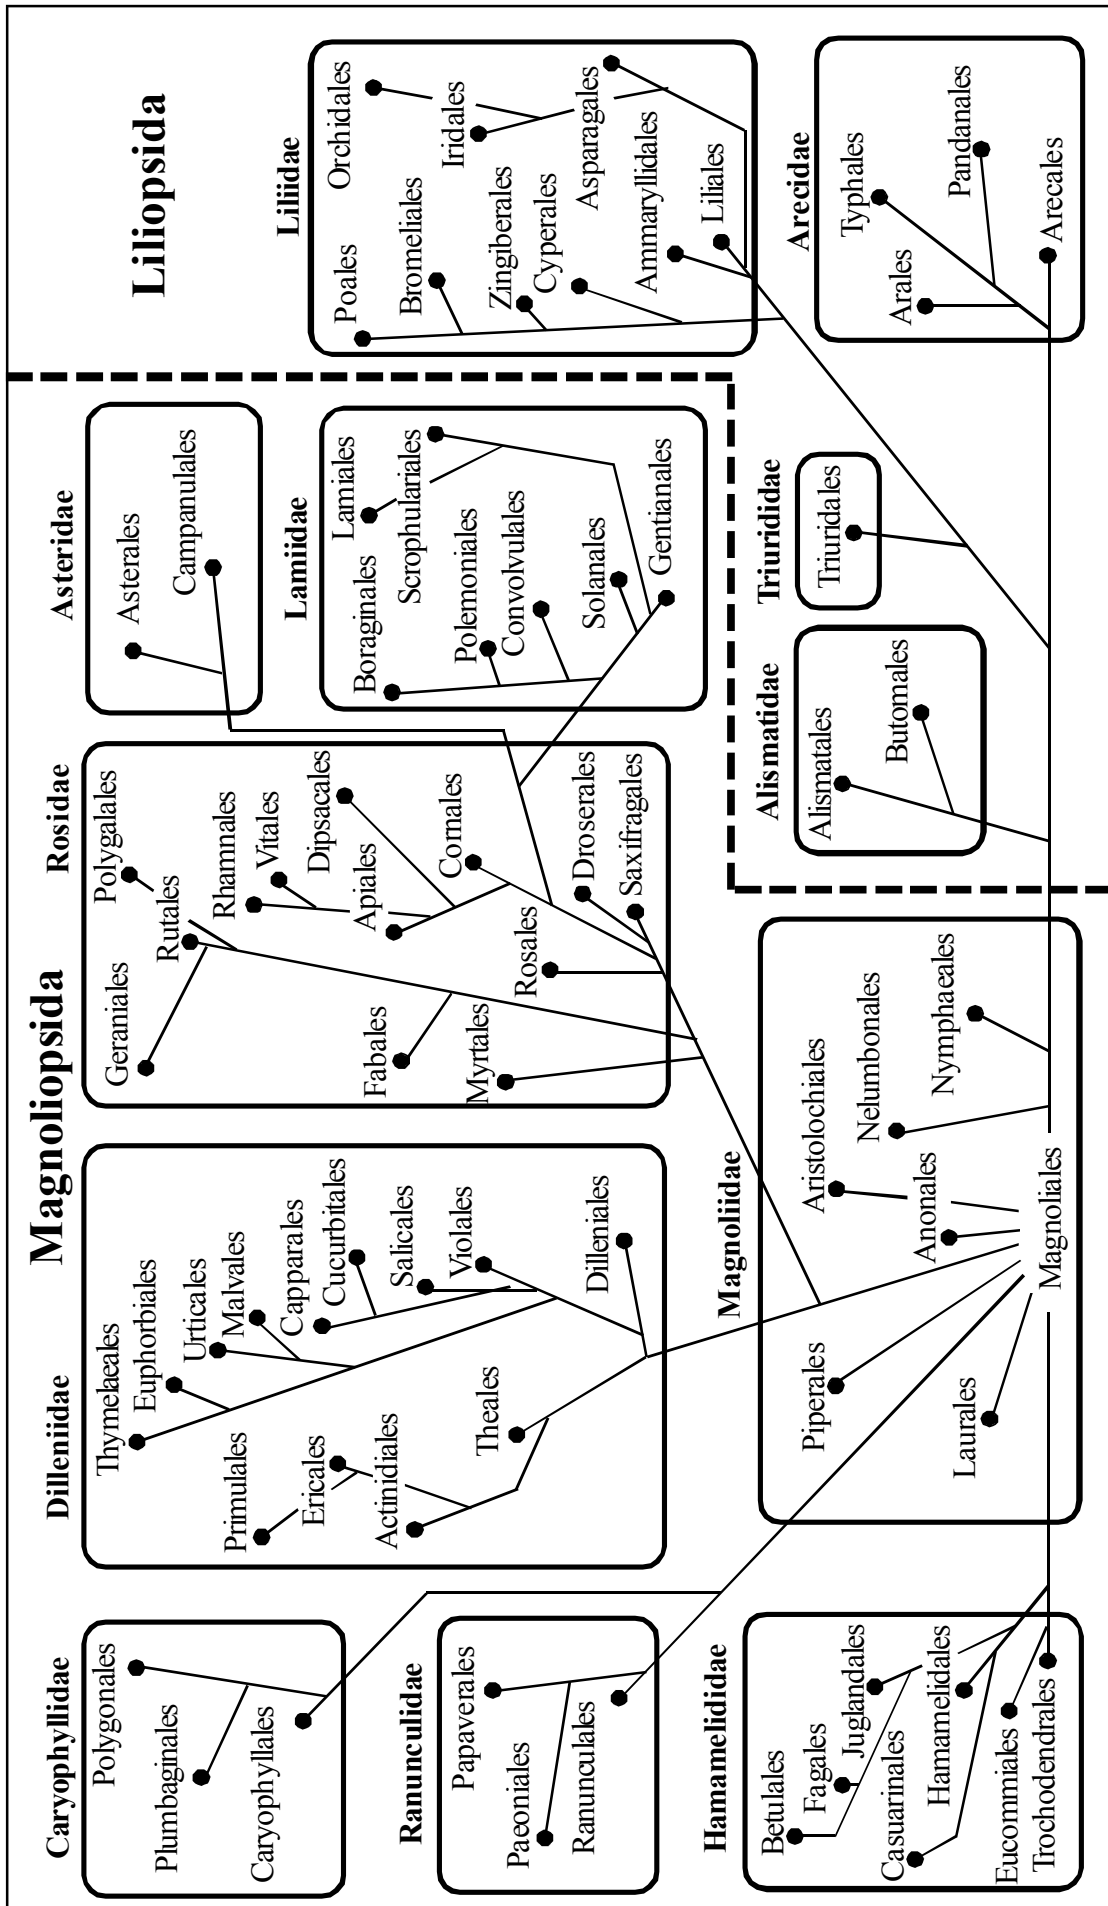 Magnoliopsida
Liliopsida
Caryophyllidae
Polygonales
Plumbaginales
Caryophyllales
Ranunculidae
Papaverales
Paeoniales
Ranunculales
Hamamelididae
Betulales
Fagales
Juglandales
Casuarinales
Hamamelidales
Eucommiales
Trochodendrales
Dilleniidae
Thymelaeales
Euphorbiales
Urticales
Malvales
Capparales
Cucurbitales
Salicales
Violales
Dilleniales
Primulales
Ericales
Actinidiales
Theales
Magnoliidae
Piperales
Laurales
Aristolochiales
Anonales
Nelumbonales
Nymphaeales
Magnoliales
Rosidae
Polygalales
Geraniales
Rutales
Rhamnales
Vitales
Dipsacales
Apiales
Cornales
Fabales
Myrtales
Rosales
Droserales
Saxifragales
Asteridae
Asterales
Campanulales
Lamiidae
Lamiales
Boraginales
Scrophulariales
Polemoniales
Convolvulales
Solanales
Gentianales
Alismatidae
Alismatales
Butomales
Triurididae
Triuridales
Liliidae
Orchidales
Poales
Iridales
Bromeliales
Zingiberales
Cyperales
Asparagales
Ammaryllidales
Liliales
Arecidae
Typhales
Arales
Pandanales
Arecales